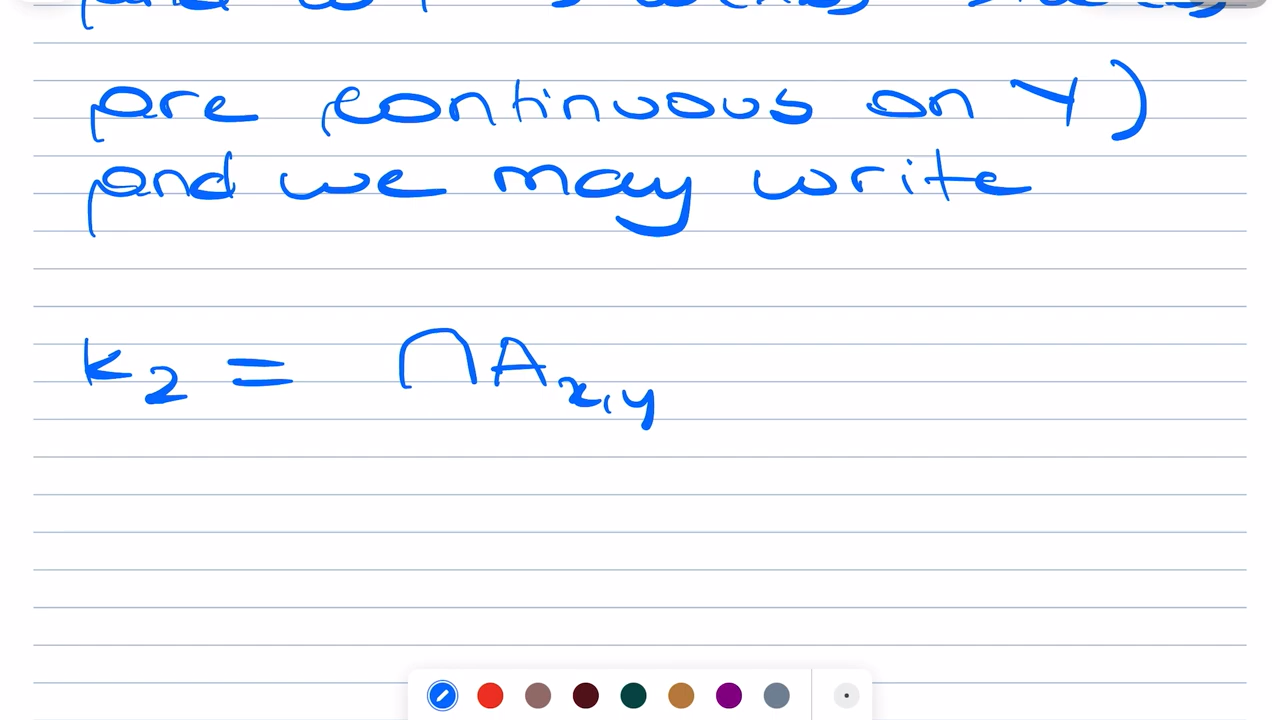 are continuous on Y)
and we may write
k₂ = ∩A_{x,y}